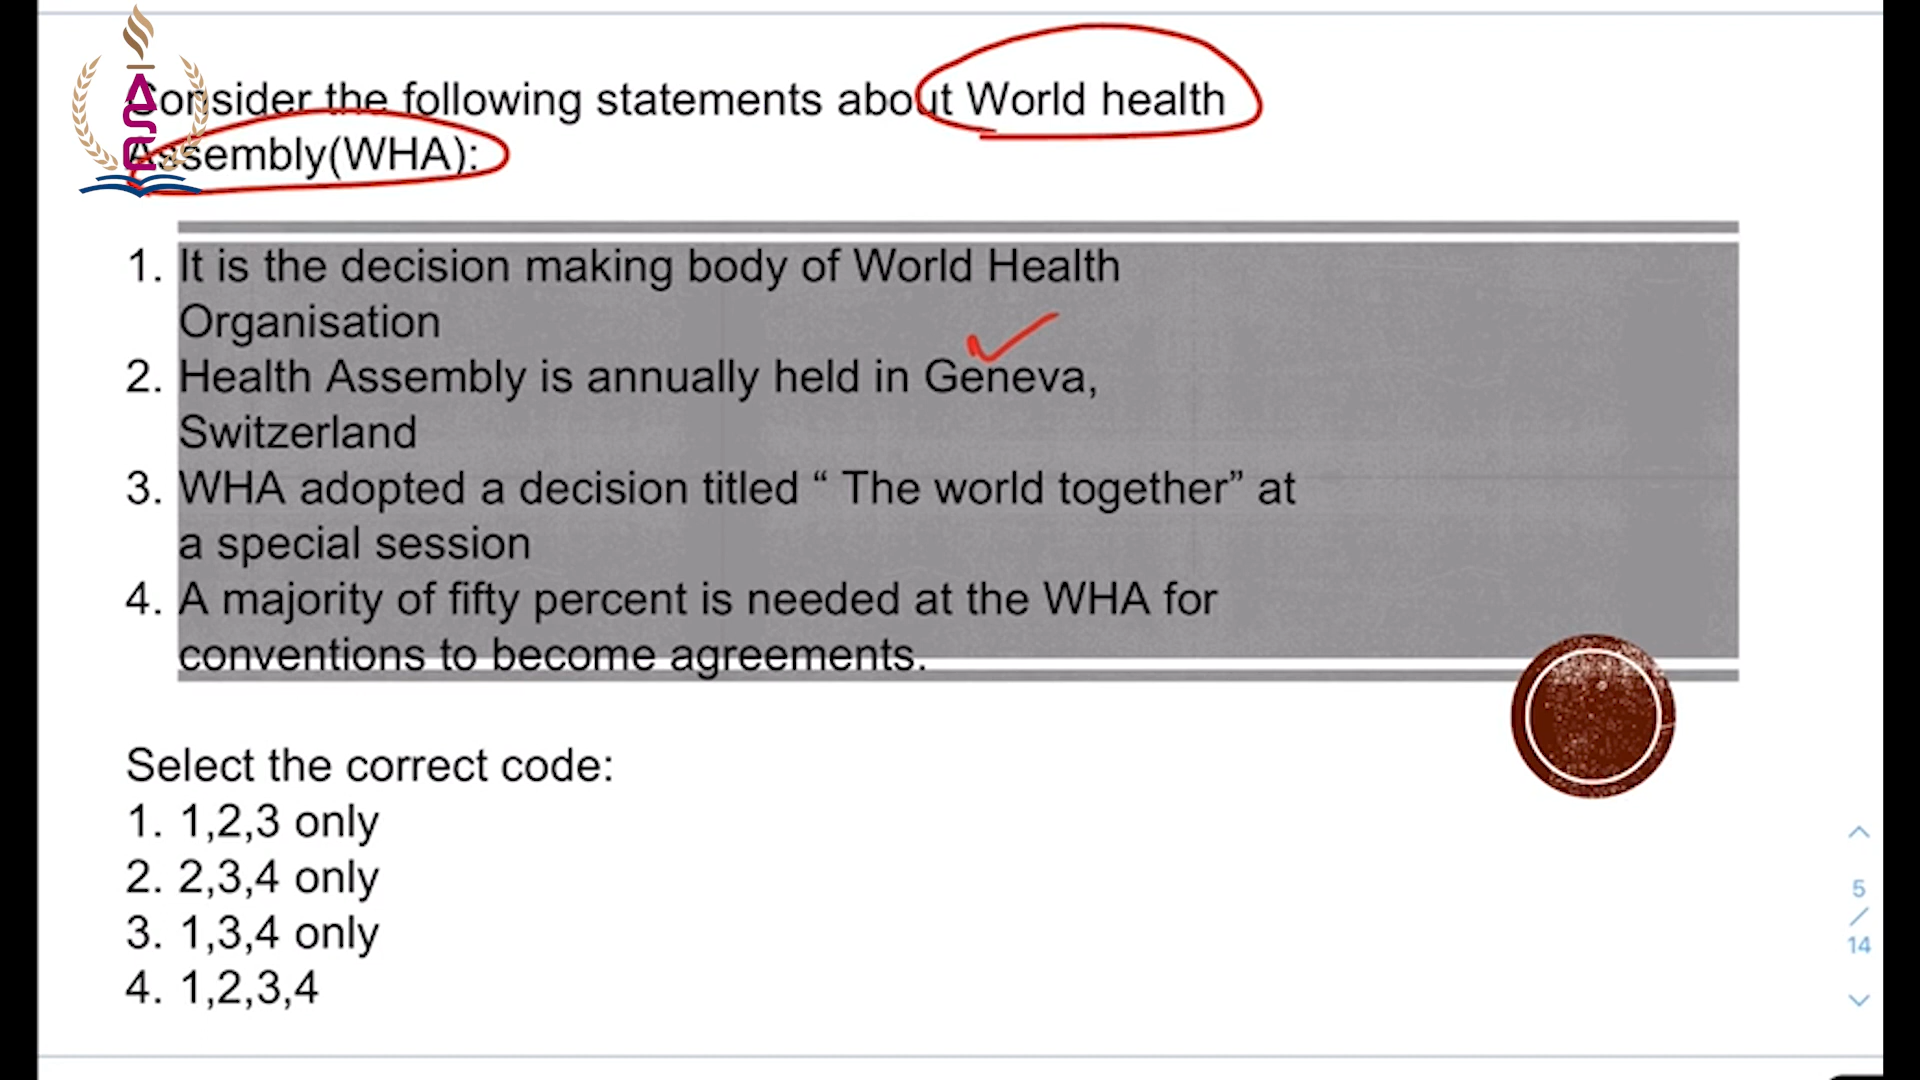 Consider the following statements about World health
Assembly(WHA):
1. It is the decision making body of World Health
Organisation
2. Health Assembly is annually held in Geneva,
Switzerland
3. WHA adopted a decision titled “ The world together” at
a special session
4. A majority of fifty percent is needed at the WHA for
conventions to become agreements.
Select the correct code:
1. 1,2,3 only
2. 2,3,4 only
3. 1,3,4 only
4. 1,2,3,4
ASC
5
/
14